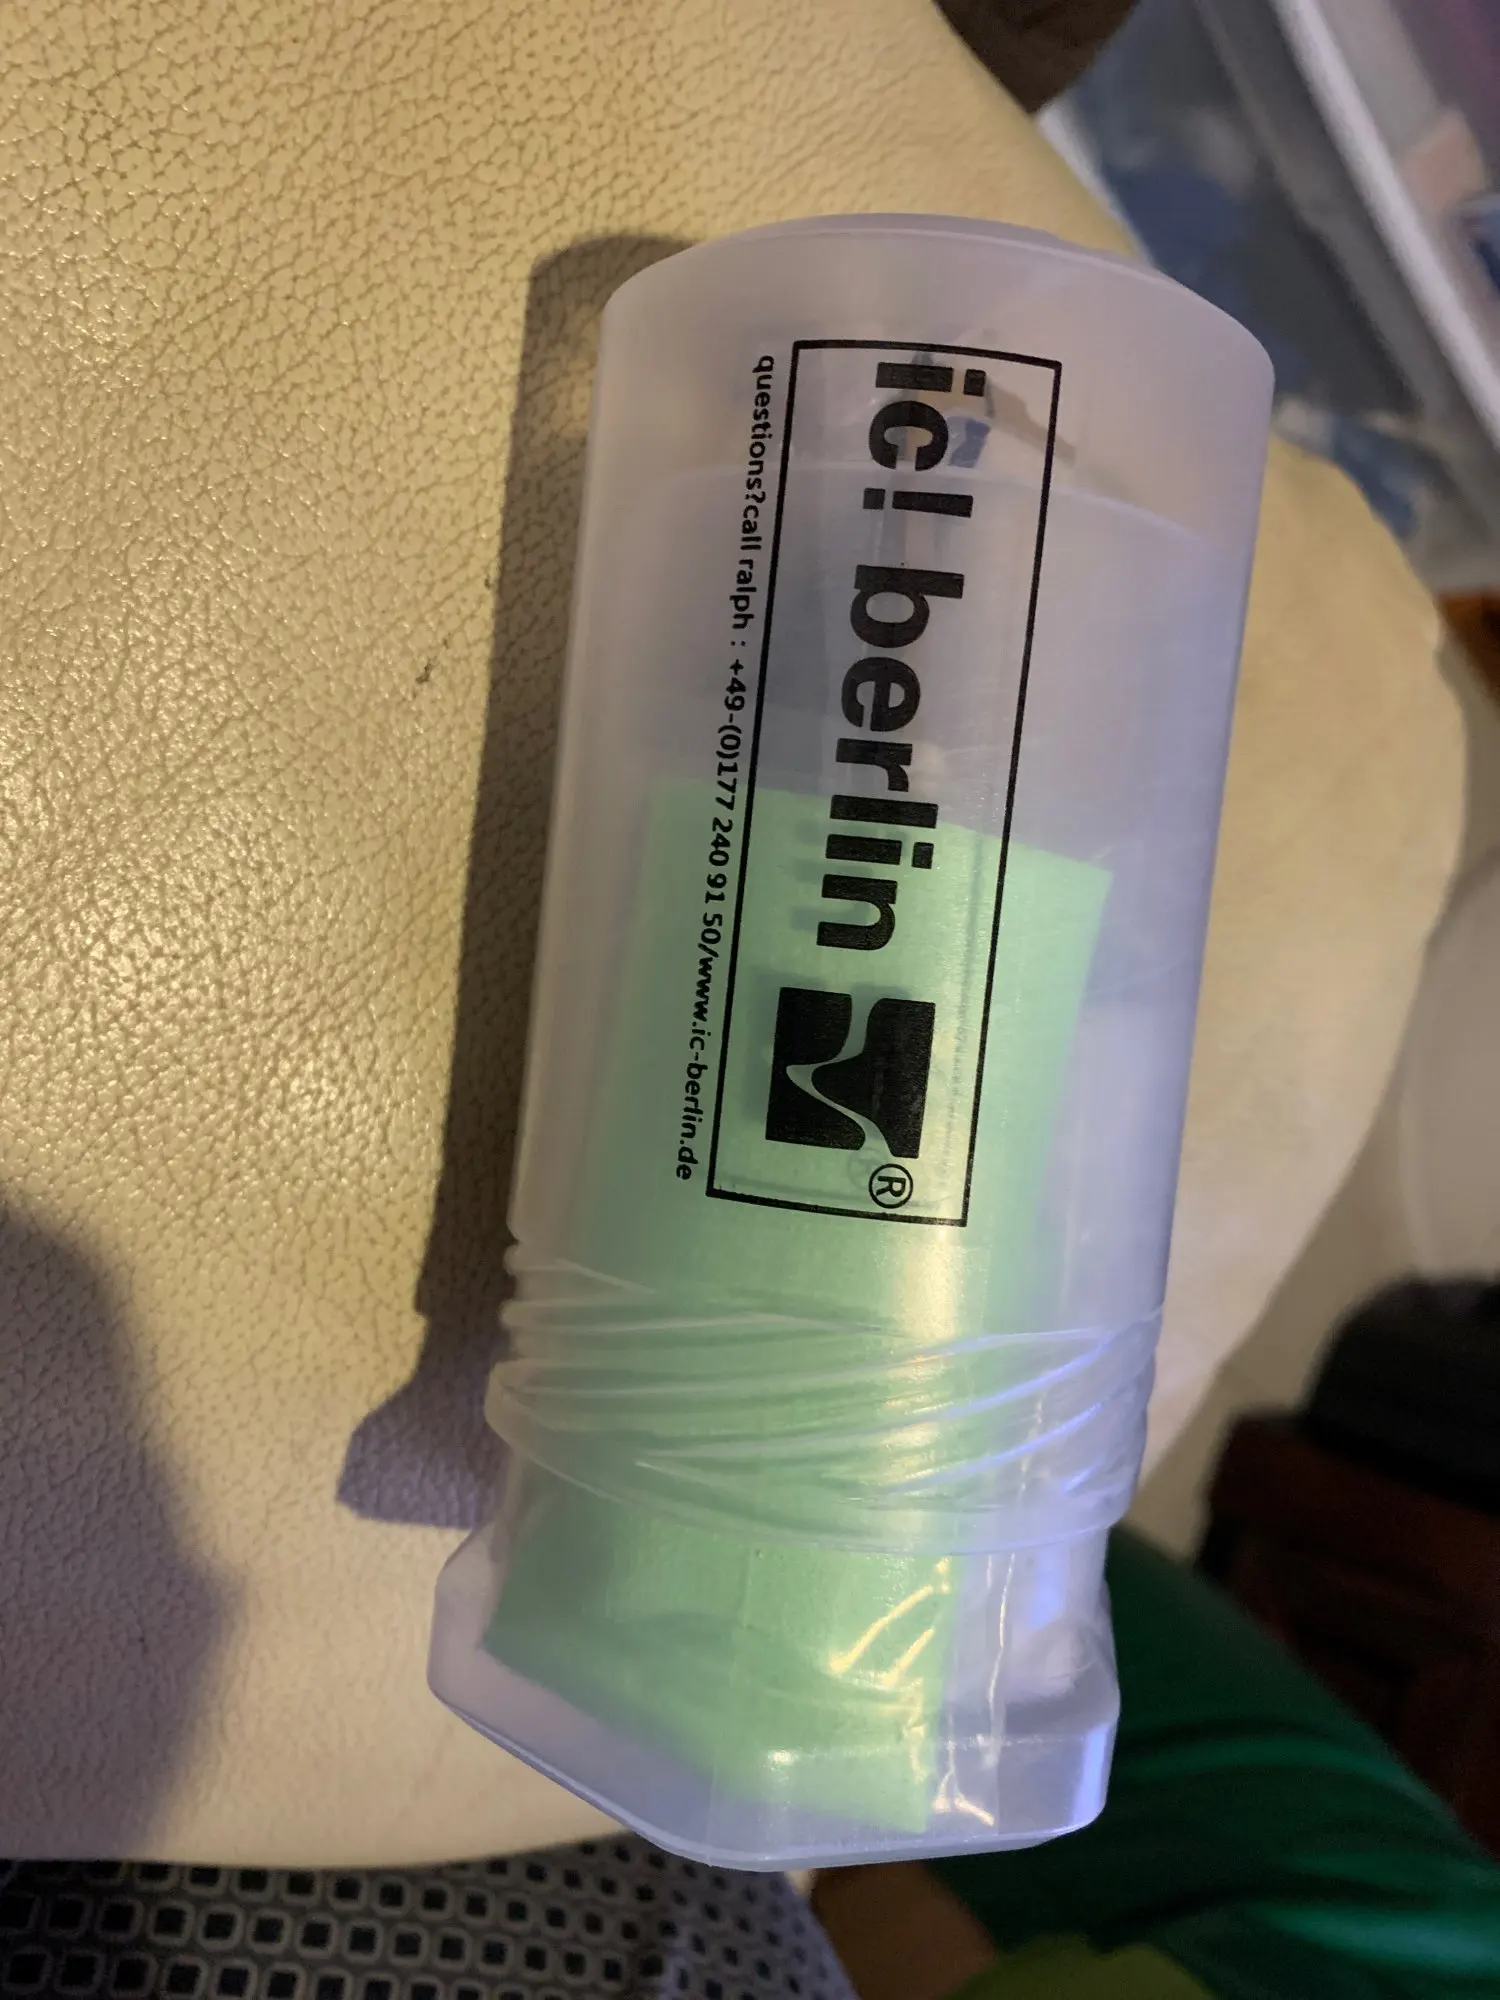 ic! berlin ®
questions?call ralph : +49-(0)177 240 91 50/www.ic-berlin.de